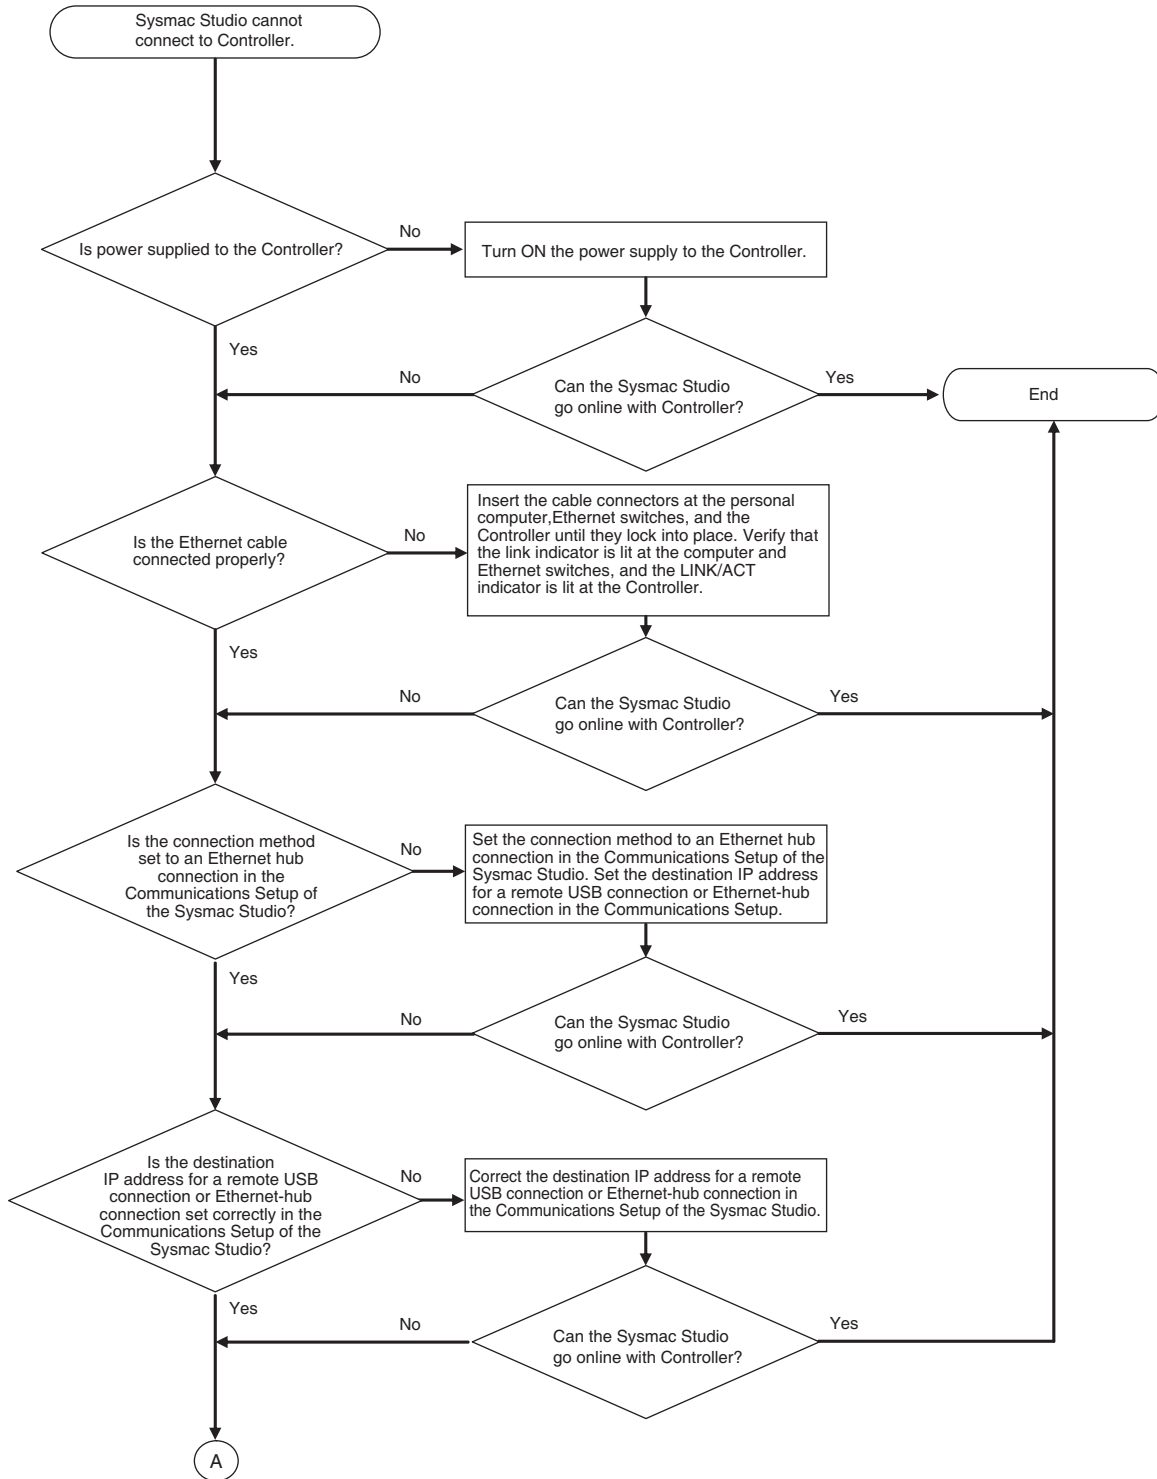 Sysmac Studio cannot
connect to Controller.
Is power supplied to the Controller?
No
Turn ON the power supply to the Controller.
Yes
No
Can the Sysmac Studio
go online with Controller?
Yes
End
Is the Ethernet cable
connected properly?
No
Insert the cable connectors at the personal
computer,Ethernet switches, and the
Controller until they lock into place. Verify that
the link indicator is lit at the computer and
Ethernet switches, and the LINK/ACT
indicator is lit at the Controller.
Yes
No
Can the Sysmac Studio
go online with Controller?
Yes
Is the connection method
set to an Ethernet hub
connection in the
Communications Setup of
the Sysmac Studio?
No
Set the connection method to an Ethernet hub
connection in the Communications Setup of the
Sysmac Studio. Set the destination IP address
for a remote USB connection or Ethernet-hub
connection in the Communications Setup.
Yes
No
Can the Sysmac Studio
go online with Controller?
Yes
Is the destination
IP address for a remote USB
connection or Ethernet-hub
connection set correctly in the
Communications Setup of the
Sysmac Studio?
No
Correct the destination IP address for a remote
USB connection or Ethernet-hub connection in
the Communications Setup of the Sysmac Studio.
Yes
No
Can the Sysmac Studio
go online with Controller?
Yes
A